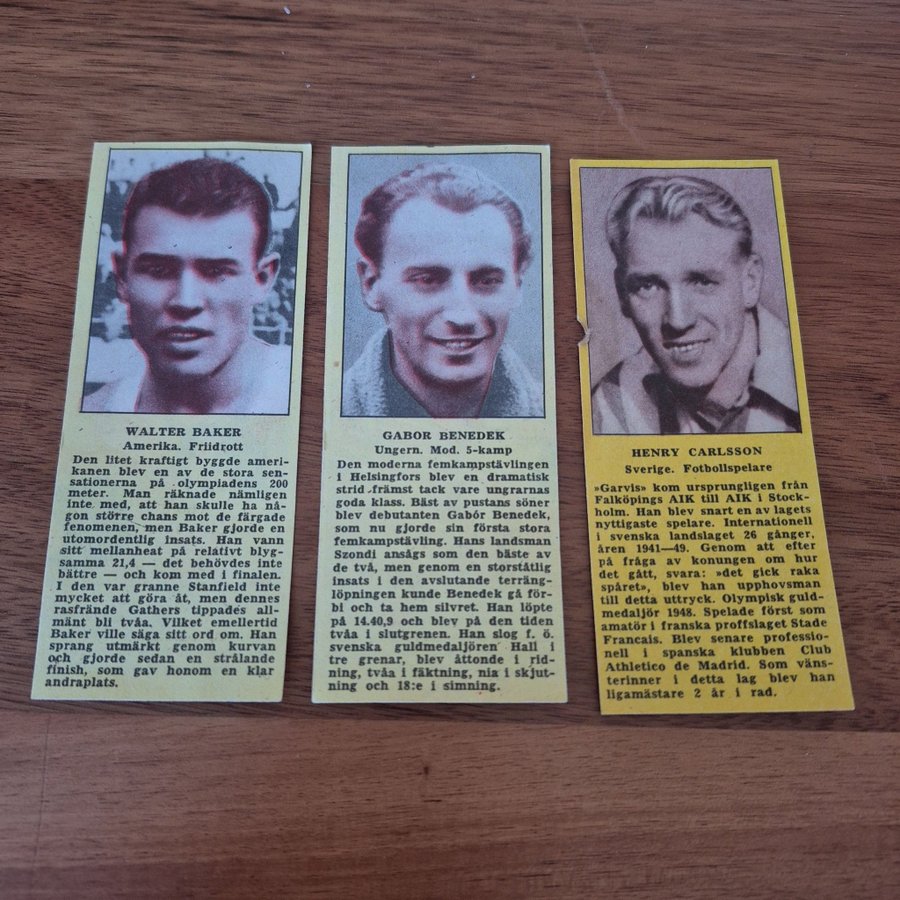 WALTER BAKER
Amerika. Friidrott
Den litet kraftigt byggde ameri-
kanen blev en av de stora sen-
sationerna på olympiadens 200
meter. Man räknade nämligen
inte med, att han skulle ha nå-
gon större chans mot de färgade
fenomenen, men Baker gjorde en
utomordentlig insats. Han vann
sitt mellanheat på relativt blyg-
samma 21,4 — det behövdes inte
bättre — och kom med i finalen.
I den var granne Stanfield inte
mycket att göra åt, men dennes
rasfrände Gathers tippades all-
mänt bli tvåa. Vilket emellertid
Baker ville säga sitt ord om. Han
sprang utmärkt genom kurvan
och gjorde sedan en strålande
finish, som gav honom en klar
andraplats.
GABOR BENEDEK
Ungern. Mod. 5-kamp
Den moderna femkampstävlingen
i Helsingfors blev en dramatisk
strid främst tack vare ungrarnas
goda klass. Bäst av pustans söner
blev debutanten Gabór Benedek,
som nu gjorde sin första stora
femkampstävling. Hans landsman
Szondi ansågs som den bäste av
de två, men genom en storståtlig
insats i den avslutande terräng-
löpningen kunde Benedek gå för-
bi och ta hem silvret. Han löpte
på 14.40,9 och blev på den tiden
tvåa i slutgrenen. Han slog f. ö.
svenska guldmedaljören Hall i
tre grenar, blev åttonde i rid-
ning, tvåa i fäktning, nia i skjut-
ning och 18:e i simning.
HENRY CARLSSON
Sverige. Fotbollspelare
»Garvis» kom ursprungligen från
Falköpings AIK till AIK i Stock-
holm. Han blev snart en av lagets
nyttigaste spelare. Internationell
i svenska landslaget 26 gånger,
åren 1941—49. Genom att efter
på fråga av konungen om hur
det gått, svara: »det gick raka
spåret», blev han upphovsman
till detta uttryck. Olympisk guld-
medaljör 1948. Spelade först som
amatör i franska proffslaget Stade
Francais. Blev senare professio-
nell i spanska klubben Club
Athletico de Madrid. Somväns-
terinner i detta lag blev han
ligamästare 2 år i rad.